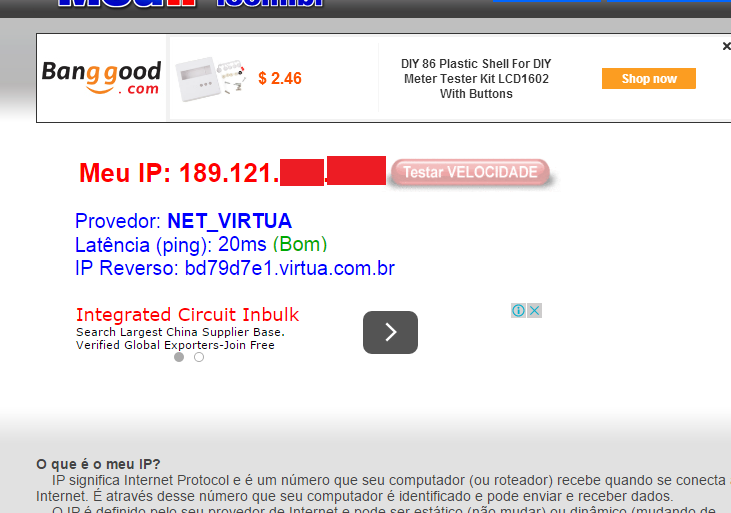 Bang good
.com
$ 2.46
DIY 86 Plastic Shell For DIY
Meter Tester Kit LCD1602
With Buttons
Shop now
Meu IP: 189.121.
Testar VELOCIDADE
Provedor: NET_VIRTUA
Latência (ping): 20ms (Bom)
IP Reverso: bd79d7e1.virtua.com.br
Integrated Circuit Inbulk
Search Largest China Supplier Base.
Verified Global Exporters-Join Free
O que é o meu IP?
IP significa Internet Protocol e é um número que seu computador (ou roteador) recebe quando se conecta
Internet. É através desse número que seu computador é identificado e pode enviar e receber dados.
O IP é definido pelo seu provedor de Internet e pode ser estático (não mudar) ou dinâmico (mudando de